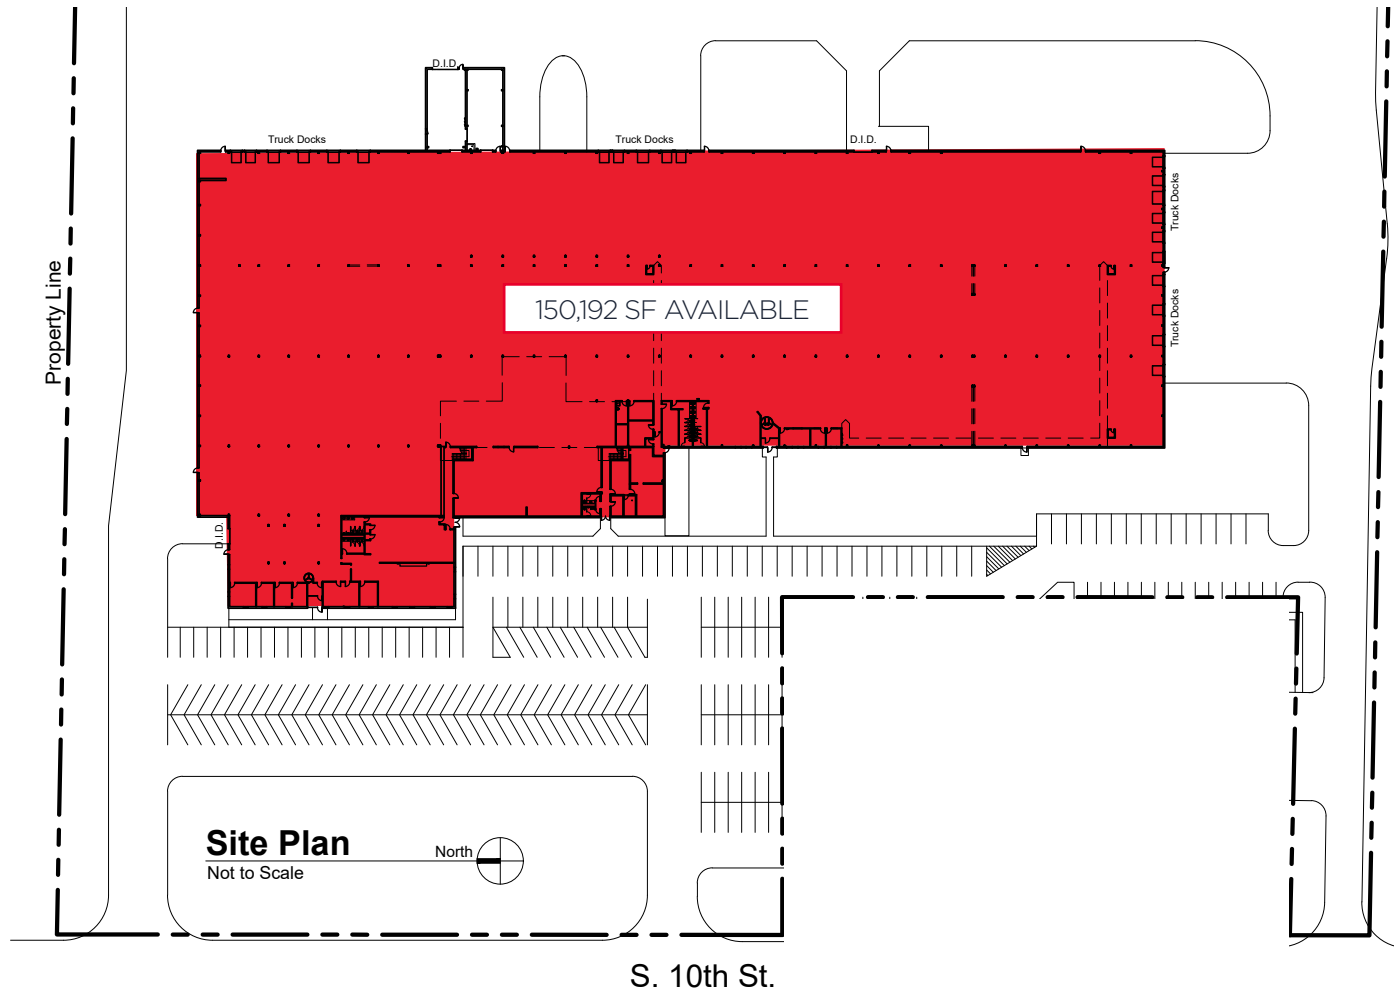 D.I.D.
Truck Docks
Truck Docks
D.I.D.
Truck Docks
Property Line
150,192 SF AVAILABLE
Truck Docks
D.I.D.
Site Plan
North
Not to Scale
S. 10th St.